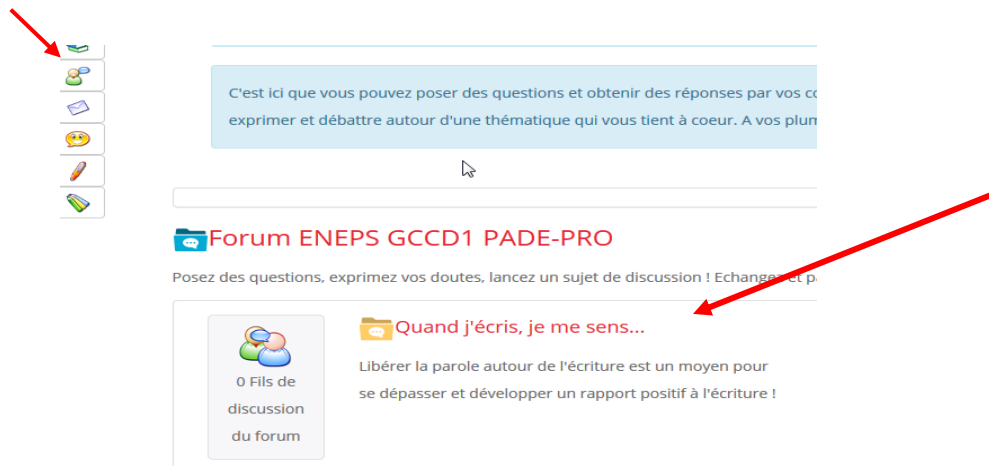 C'est ici que vous pouvez poser des questions et obtenir des réponses par vos
exprimer et débattre autour d'une thématique qui vous tient à coeur. A vos
Forum ENEPS GCCD1 PADE-PRO
Posez des questions, exprimez vos doutes, lancez un sujet de discussion ! Echangez et
Quand j'écris, je me sens...
Libérer la parole autour de l'écriture est un moyen pour
se dépasser et développer un rapport positif à l'écriture !
0 Fils de
discussion
du forum